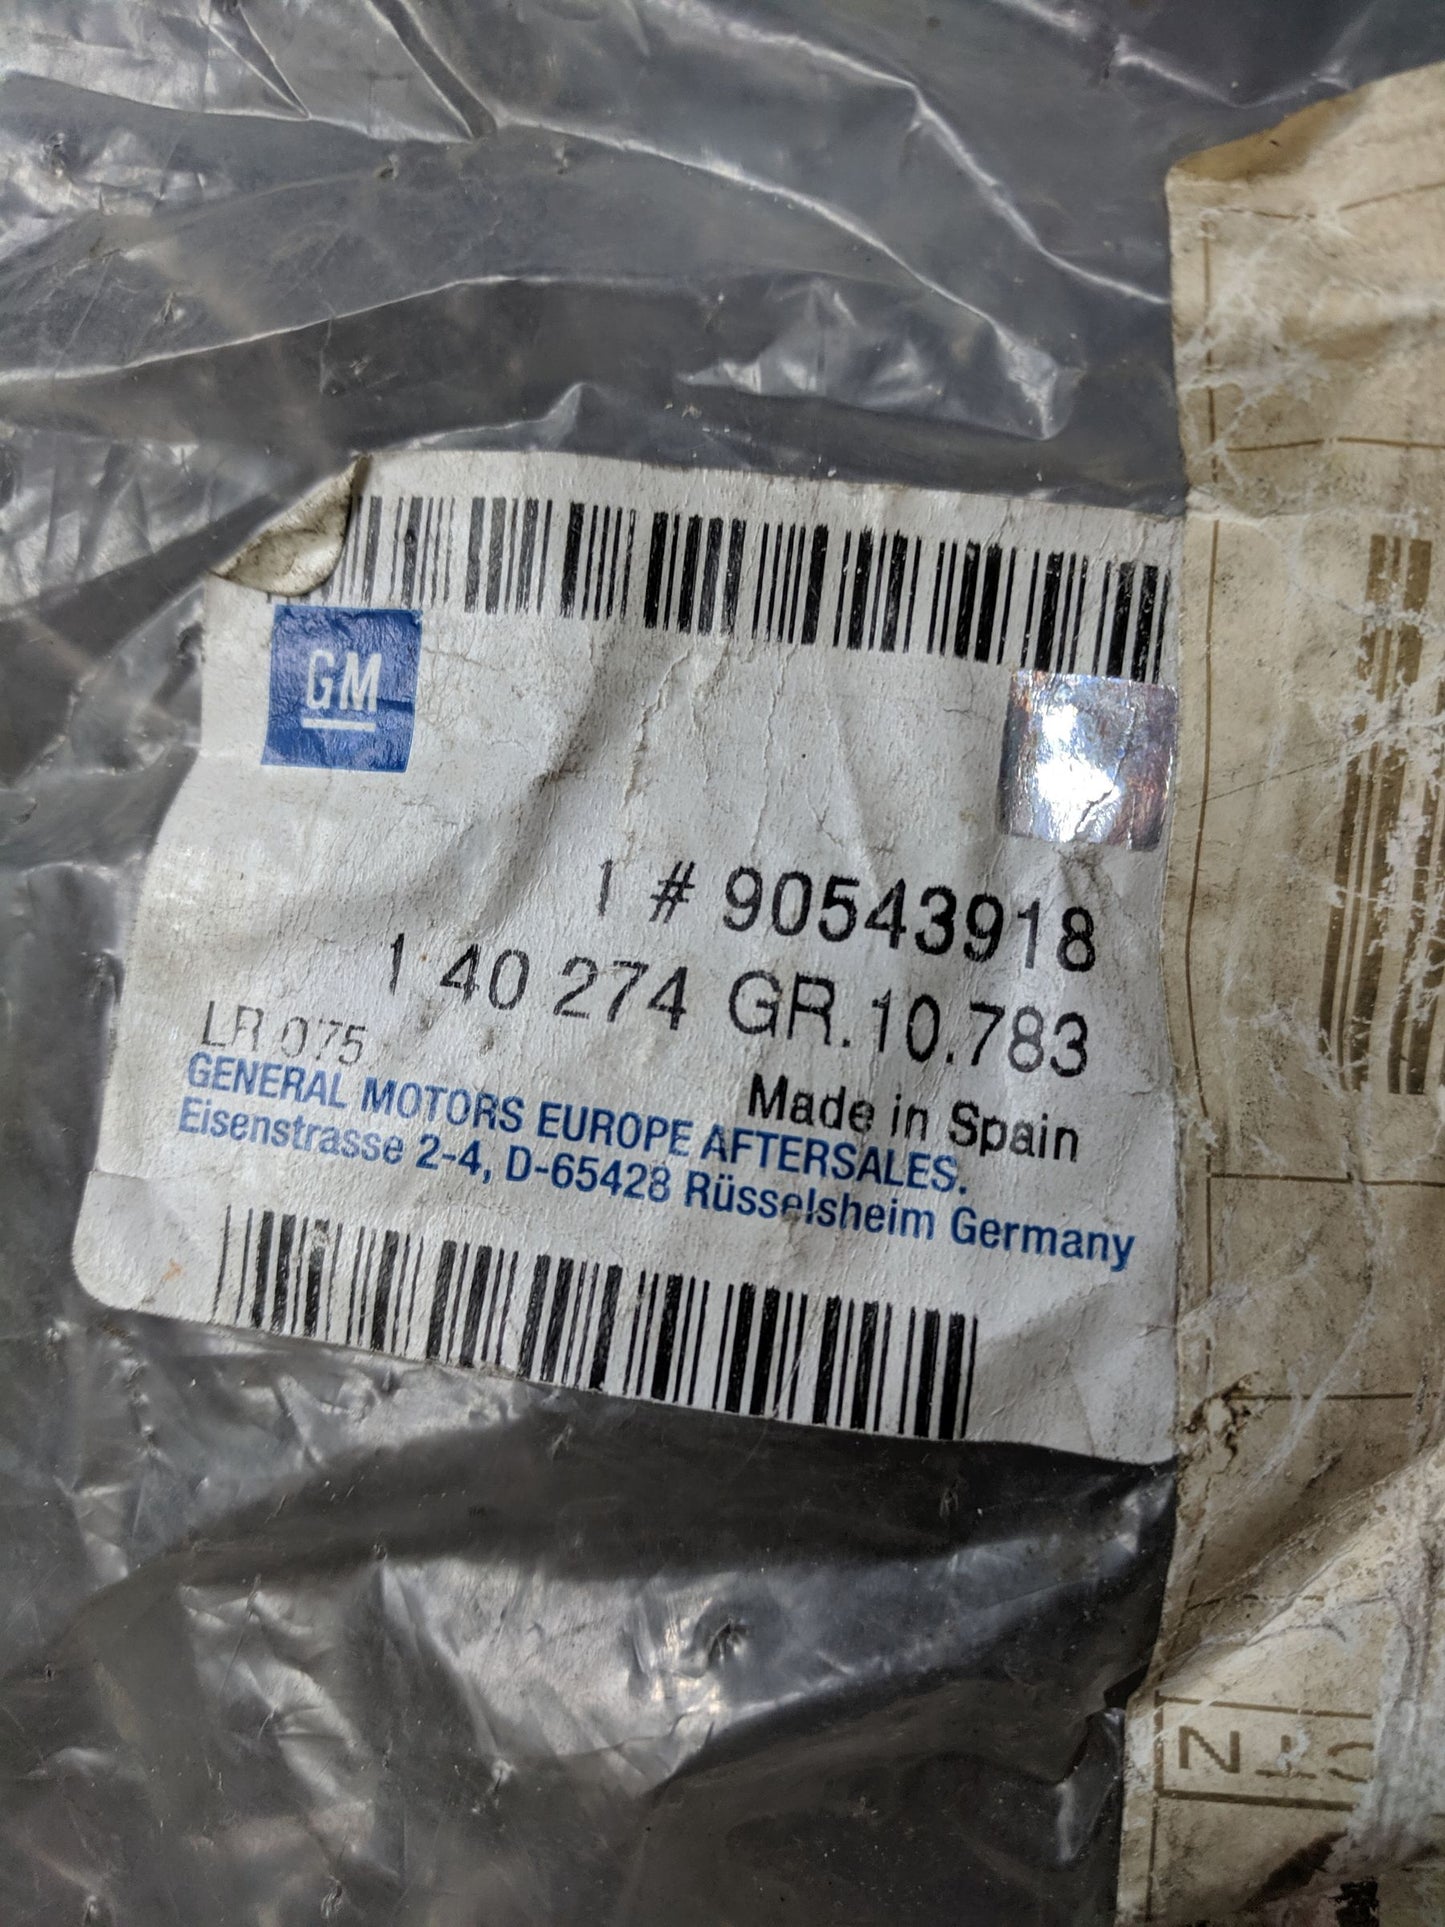 GM
1 # 90543918
1 40 274 GR.10.783
LR 075
Made in Spain
GENERAL MOTORS EUROPE AFTERSALES.
Eisenstrasse 2-4, D-65428 Rüsselsheim Germany